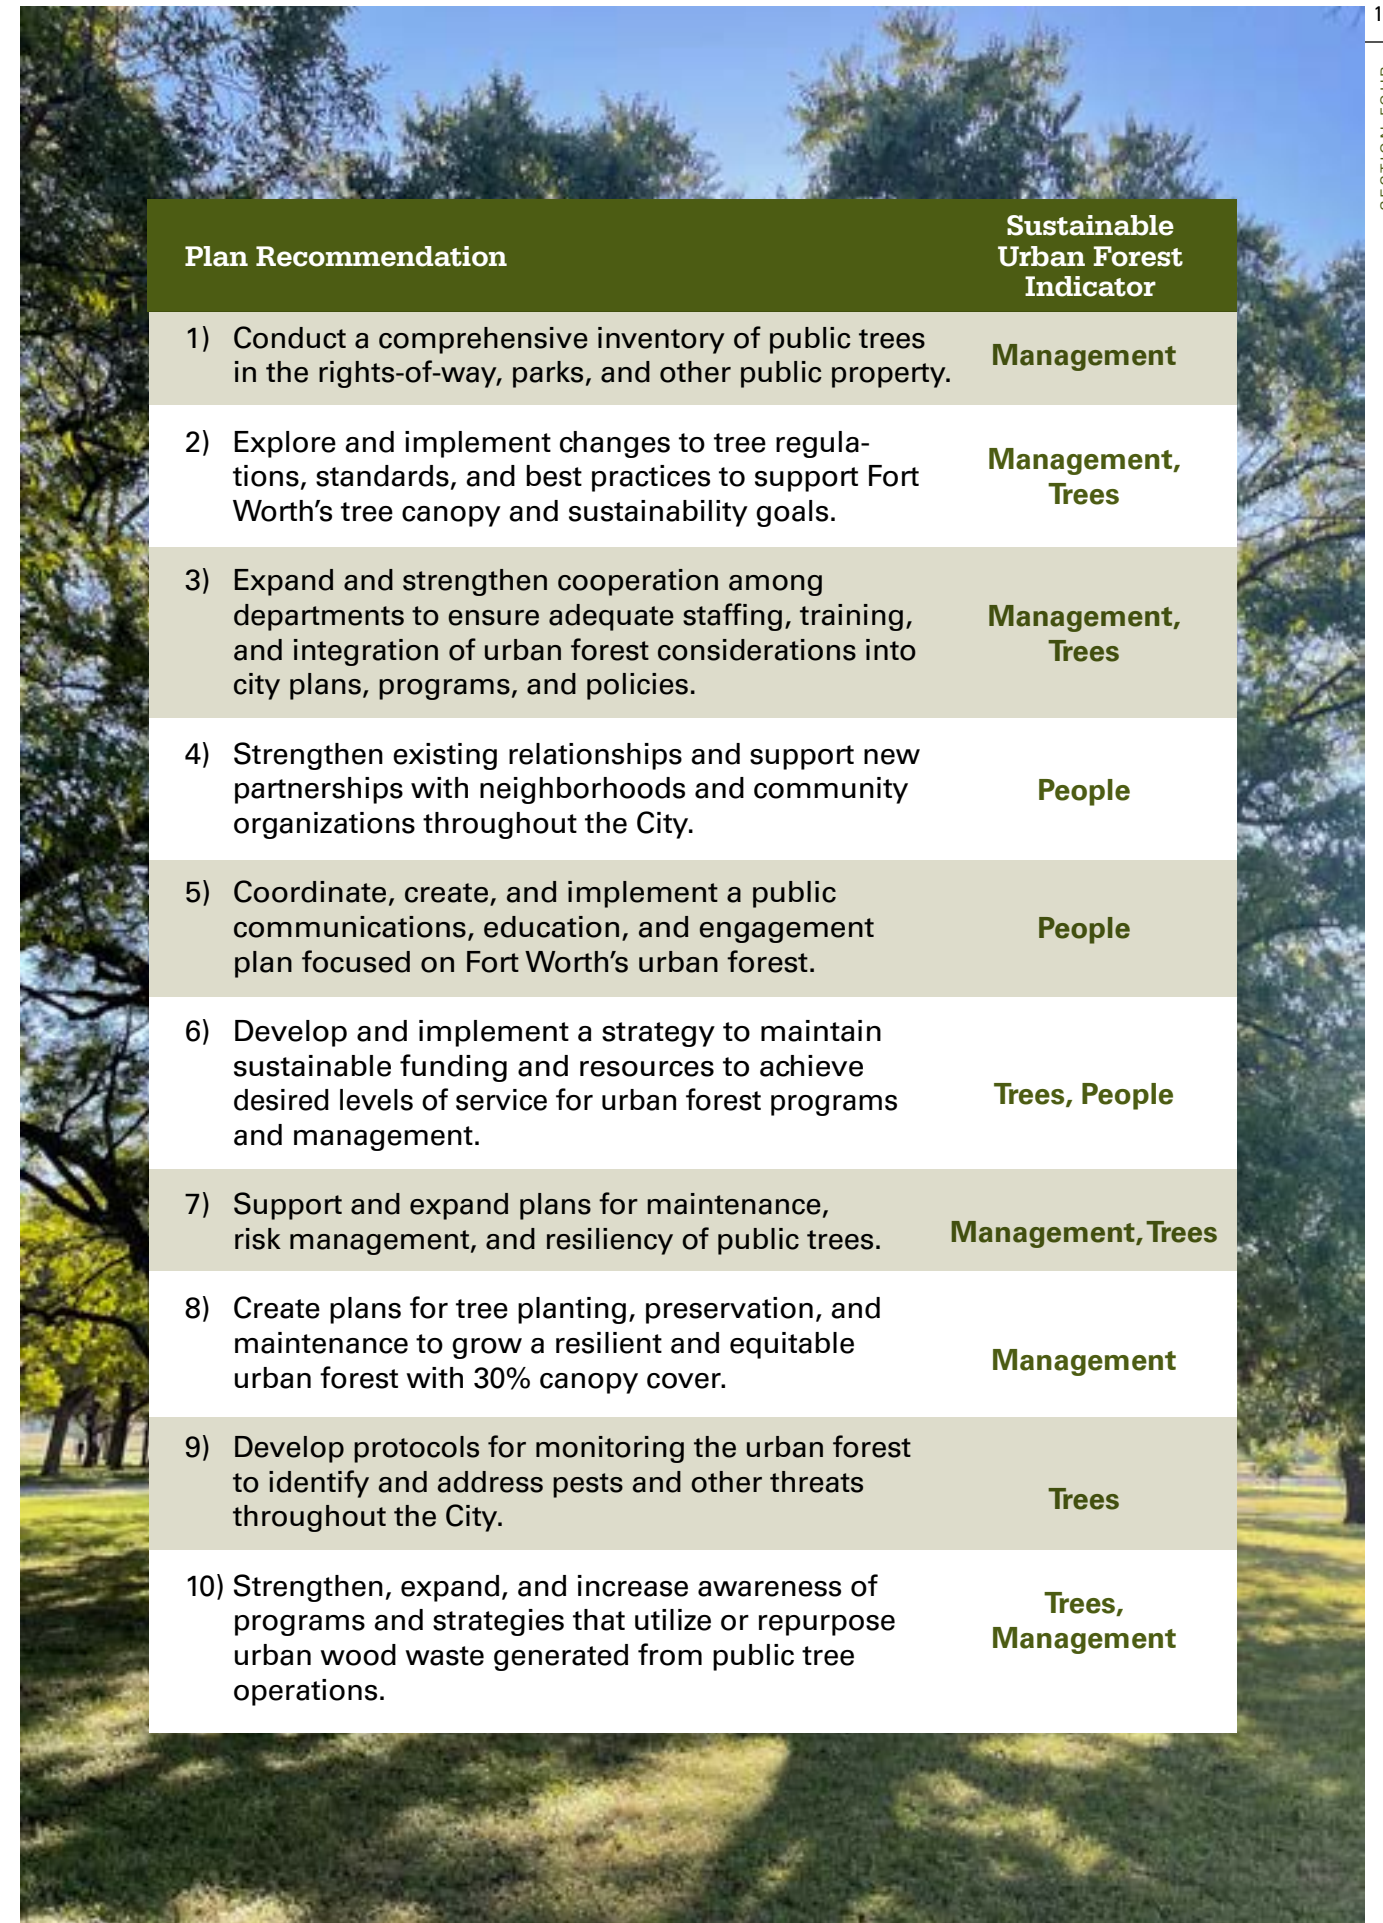 1
Plan Recommendation
Sustainable
Urban Forest
Indicator
1) Conduct a comprehensive inventory of public trees
in the rights-of-way, parks, and other public property.
Management
2) Explore and implement changes to tree regula-
tions, standards, and best practices to support Fort
Worth’s tree canopy and sustainability goals.
Management,
Trees
3) Expand and strengthen cooperation among
departments to ensure adequate staffing, training,
and integration of urban forest considerations into
city plans, programs, and policies.
Management,
Trees
4) Strengthen existing relationships and support new
partnerships with neighborhoods and community
organizations throughout the City.
People
5) Coordinate, create, and implement a public
communications, education, and engagement
plan focused on Fort Worth’s urban forest.
People
6) Develop and implement a strategy to maintain
sustainable funding and resources to achieve
desired levels of service for urban forest programs
and management.
Trees, People
7) Support and expand plans for maintenance,
risk management, and resiliency of public trees.
Management, Trees
8) Create plans for tree planting, preservation, and
maintenance to grow a resilient and equitable
urban forest with 30% canopy cover.
Management
9) Develop protocols for monitoring the urban forest
to identify and address pests and other threats
throughout the City.
Trees
10) Strengthen, expand, and increase awareness of
programs and strategies that utilize or repurpose
urban wood waste generated from public tree
operations.
Trees,
Management